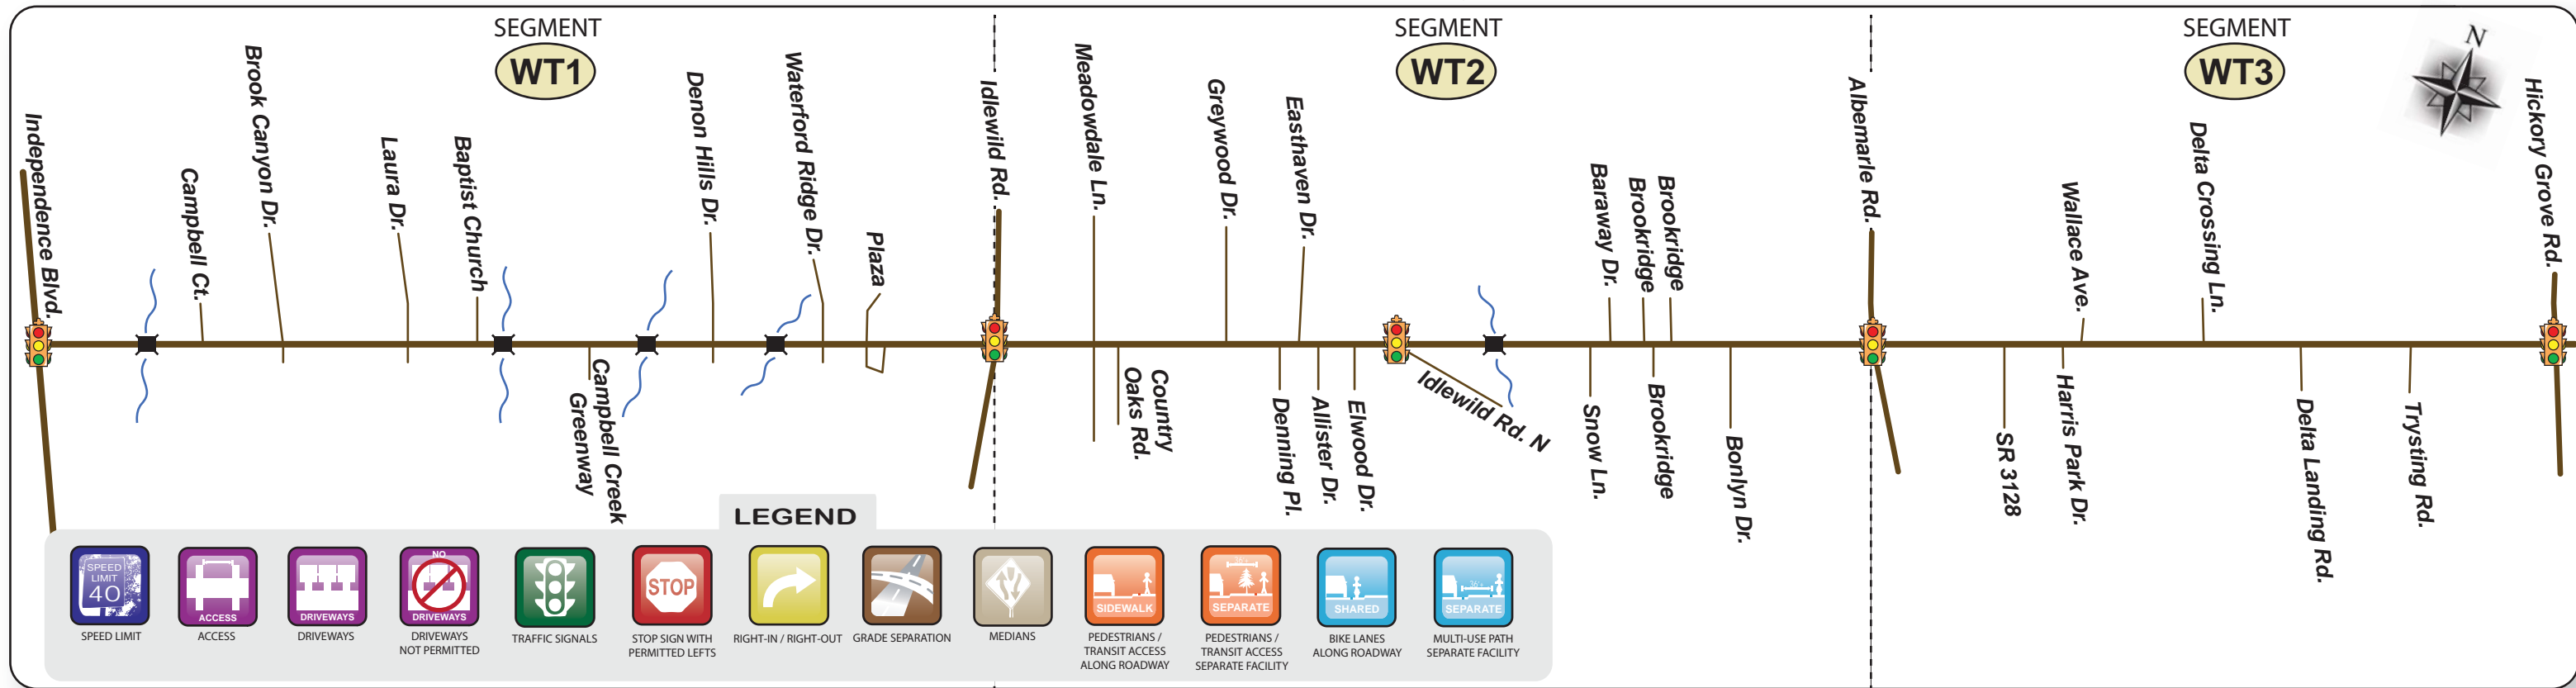 SEGMENT
WT1
SEGMENT
WT2
SEGMENT
WT3
N
Independence Blvd.
Campbell Ct.
Brook Canyon Dr.
Laura Dr.
Baptist Church
Campbell Creek
Greenway
Denon Hills Dr.
Waterford Ridge Dr.
Plaza
Idlewild Rd.
Meadowdale Ln.
Country
Oaks Rd.
Greywood Dr.
Denning Pl.
Easthaven Dr.
Allister Dr.
Elwood Dr.
Idlewild Rd. N
Snow Ln.
Baraway Dr.
Brookridge
Brookridge
Brookridge
Bonlyn Dr.
Albemarle Rd.
SR 3128
Harris Park Dr.
Wallace Ave.
Delta Crossing Ln.
Delta Landing Rd.
Trysting Rd.
Hickory Grove Rd.
LEGEND
SPEED
LIMIT
40
SPEED LIMIT
ACCESS
ACCESS
DRIVEWAYS
DRIVEWAYS
NO
DRIVEWAYS
DRIVEWAYS
NOT PERMITTED
TRAFFIC SIGNALS
STOP
STOP SIGN WITH
PERMITTED LEFTS
RIGHT-IN / RIGHT-OUT
GRADE SEPARATION
MEDIANS
SIDEWALK
PEDESTRIANS /
TRANSIT ACCESS
ALONG ROADWAY
SEPARATE
PEDESTRIANS /
TRANSIT ACCESS
SEPARATE FACILITY
SHARED
BIKE LANES
ALONG ROADWAY
SEPARATE
MULTI-USE PATH
SEPARATE FACILITY